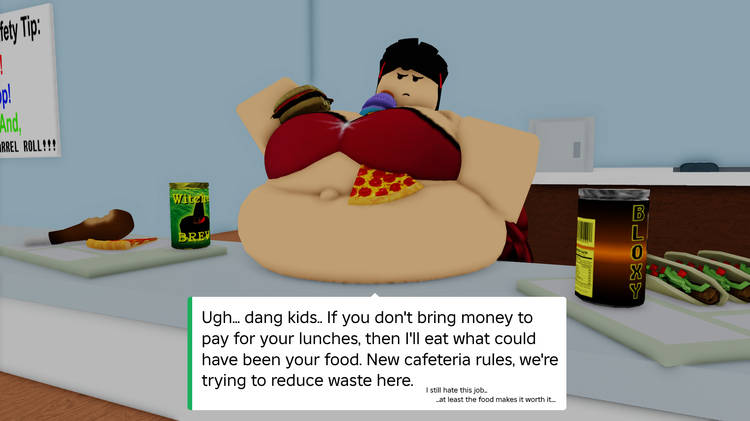 fety Tip:
!
op!
And,
ARREL ROLL!!!
Witches
BREW
BLOXY
Ugh... dang kids.. If you don't bring money to
pay for your lunches, then I'll eat what could
have been your food. New cafeteria rules, we're
trying to reduce waste here.
I still hate this job..
..at least the food makes it worth it...